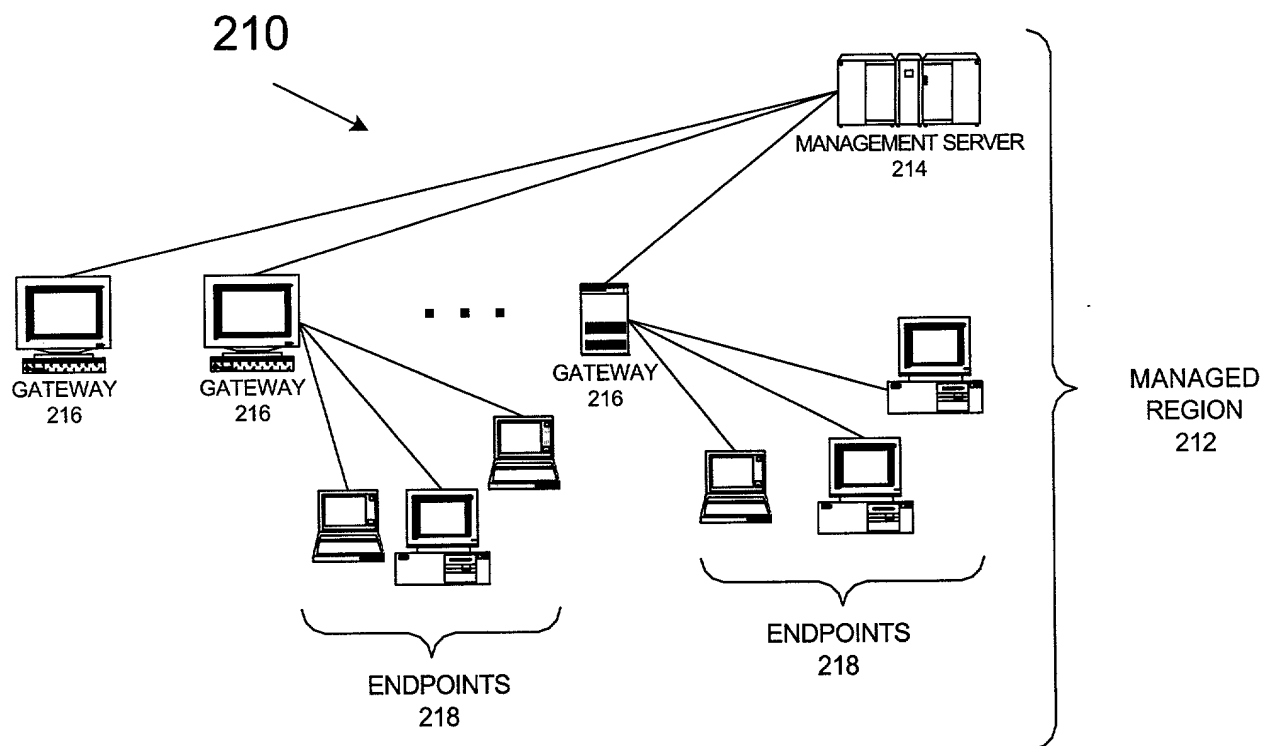 210
MANAGEMENT SERVER
214
GATEWAY
216
GATEWAY
216
GATEWAY
216
MANAGED
REGION
212
ENDPOINTS
218
ENDPOINTS
218